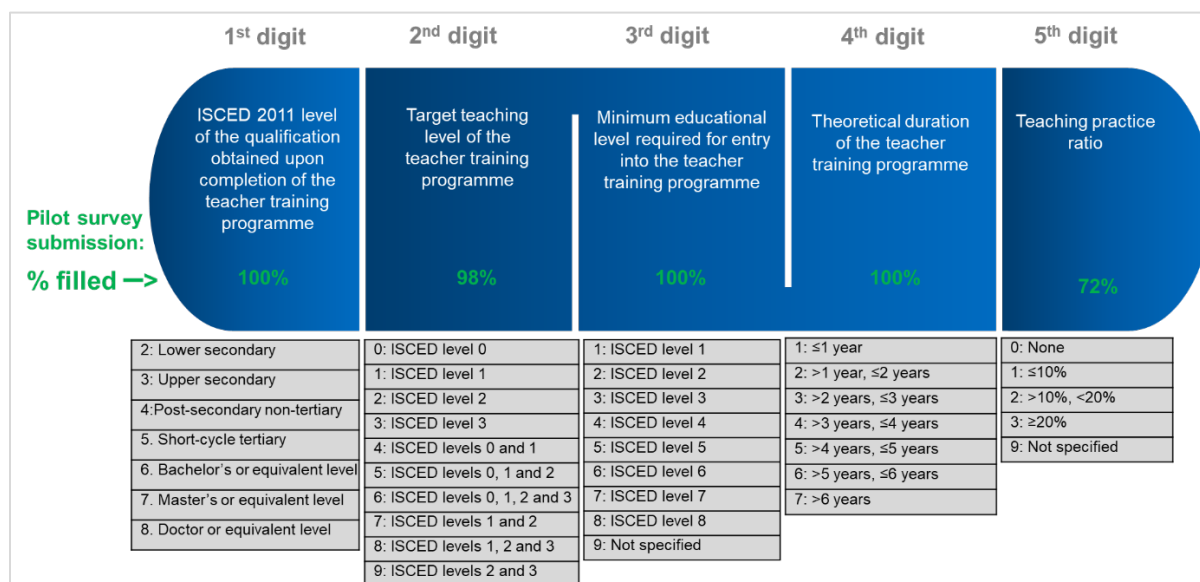 1st digit
2nd digit
3rd digit
4th digit
5th digit
ISCED 2011 level
of the qualification
obtained upon
completion of the
teacher training
programme
Target teaching
level of the
teacher training
programme
Minimum educational
level required for entry
into the teacher
training programme
Theoretical duration
of the teacher
training programme
Teaching practice
ratio
Pilot survey
submission:
% filled —>
100%
98%
100%
100%
72%
2: Lower secondary
3: Upper secondary
4:Post-secondary non-tertiary
5. Short-cycle tertiary
6. Bachelor's or equivalent level
7. Master's or equivalent level
8. Doctor or equivalent level
0: ISCED level 0
1: ISCED level 1
2: ISCED level 2
3: ISCED level 3
4: ISCED levels 0 and 1
5: ISCED levels 0, 1 and 2
6: ISCED levels 0, 1, 2 and 3
7: ISCED levels 1 and 2
8: ISCED levels 1, 2 and 3
9: ISCED levels 2 and 3
1: ISCED level 1
2: ISCED level 2
3: ISCED level 3
4: ISCED level 4
5: ISCED level 5
6: ISCED level 6
7: ISCED level 7
8: ISCED level 8
9: Not specified
1: ≤1 year
2: >1 year, ≤2 years
3: >2 years, ≤3 years
4: >3 years, ≤4 years
5: >4 years, ≤5 years
6: >5 years, ≤6 years
7: >6 years
0: None
1: ≤10%
2: >10%, <20%
3: ≥20%
9: Not specified